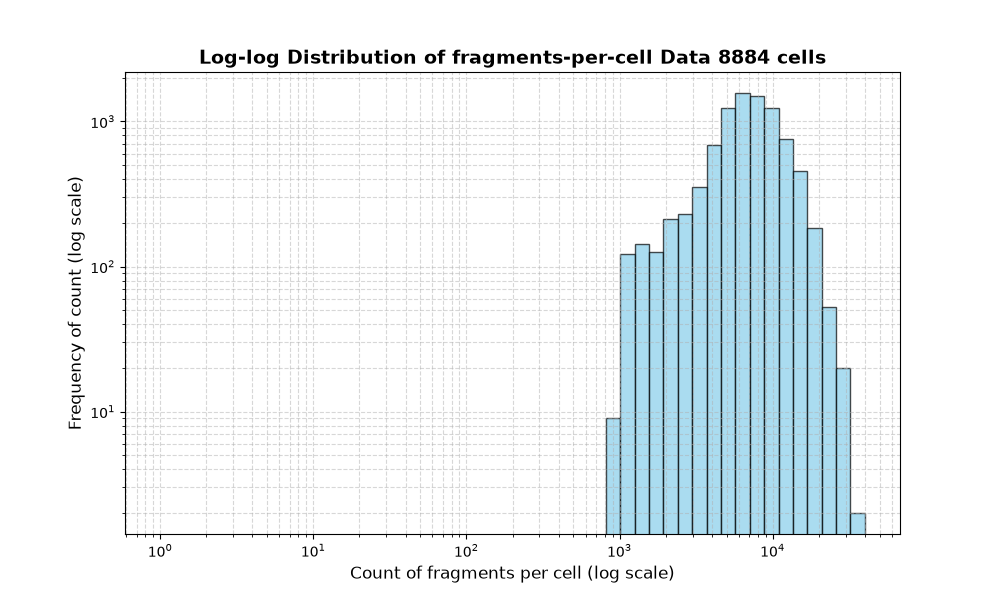 Log-log Distribution of fragments-per-cell Data 8884 cells
Frequency of count (log scale)
10³
10²
10¹
10⁰ 10¹ 10² 10³ 10⁴
Count of fragments per cell (log scale)